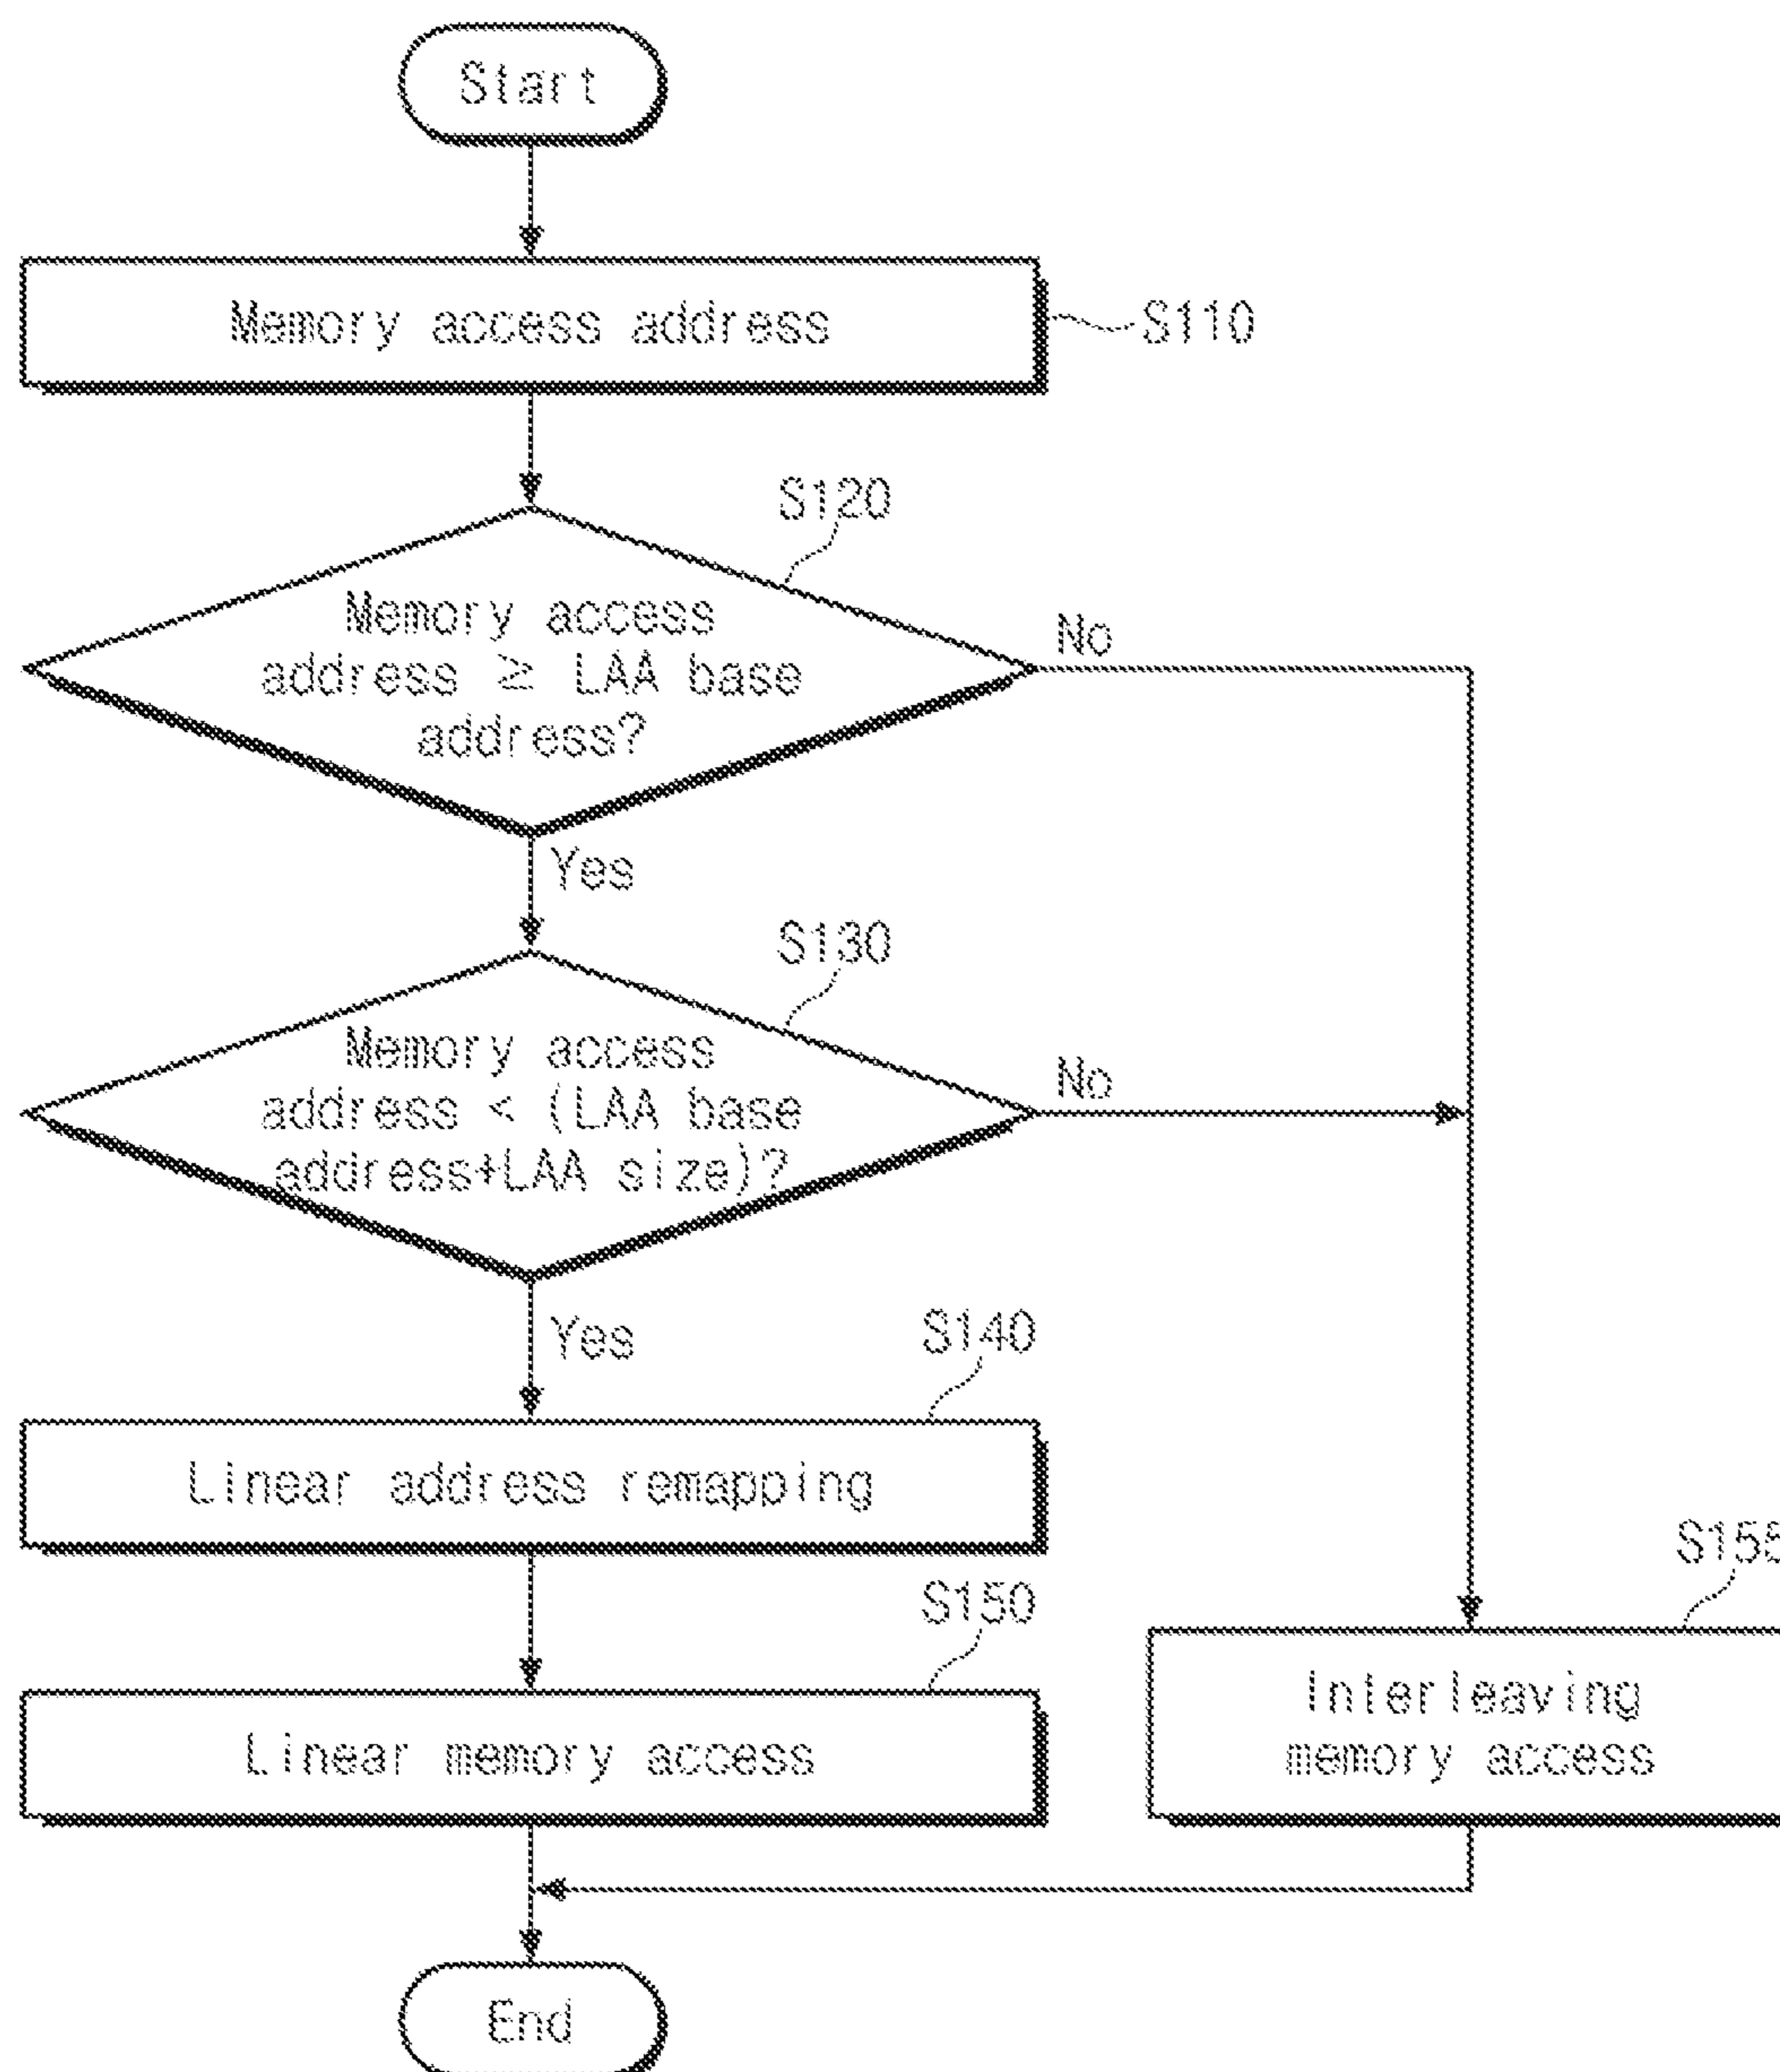 Start
Memory access address
S110
S120
Memory access
address ≥ LAA base
address?
No
Yes
S130
Memory access
address < (LAA base
address+LAA size)?
No
Yes
S140
Linear address remapping
S155
S150
Linear memory access
Interleaving
memory access
End